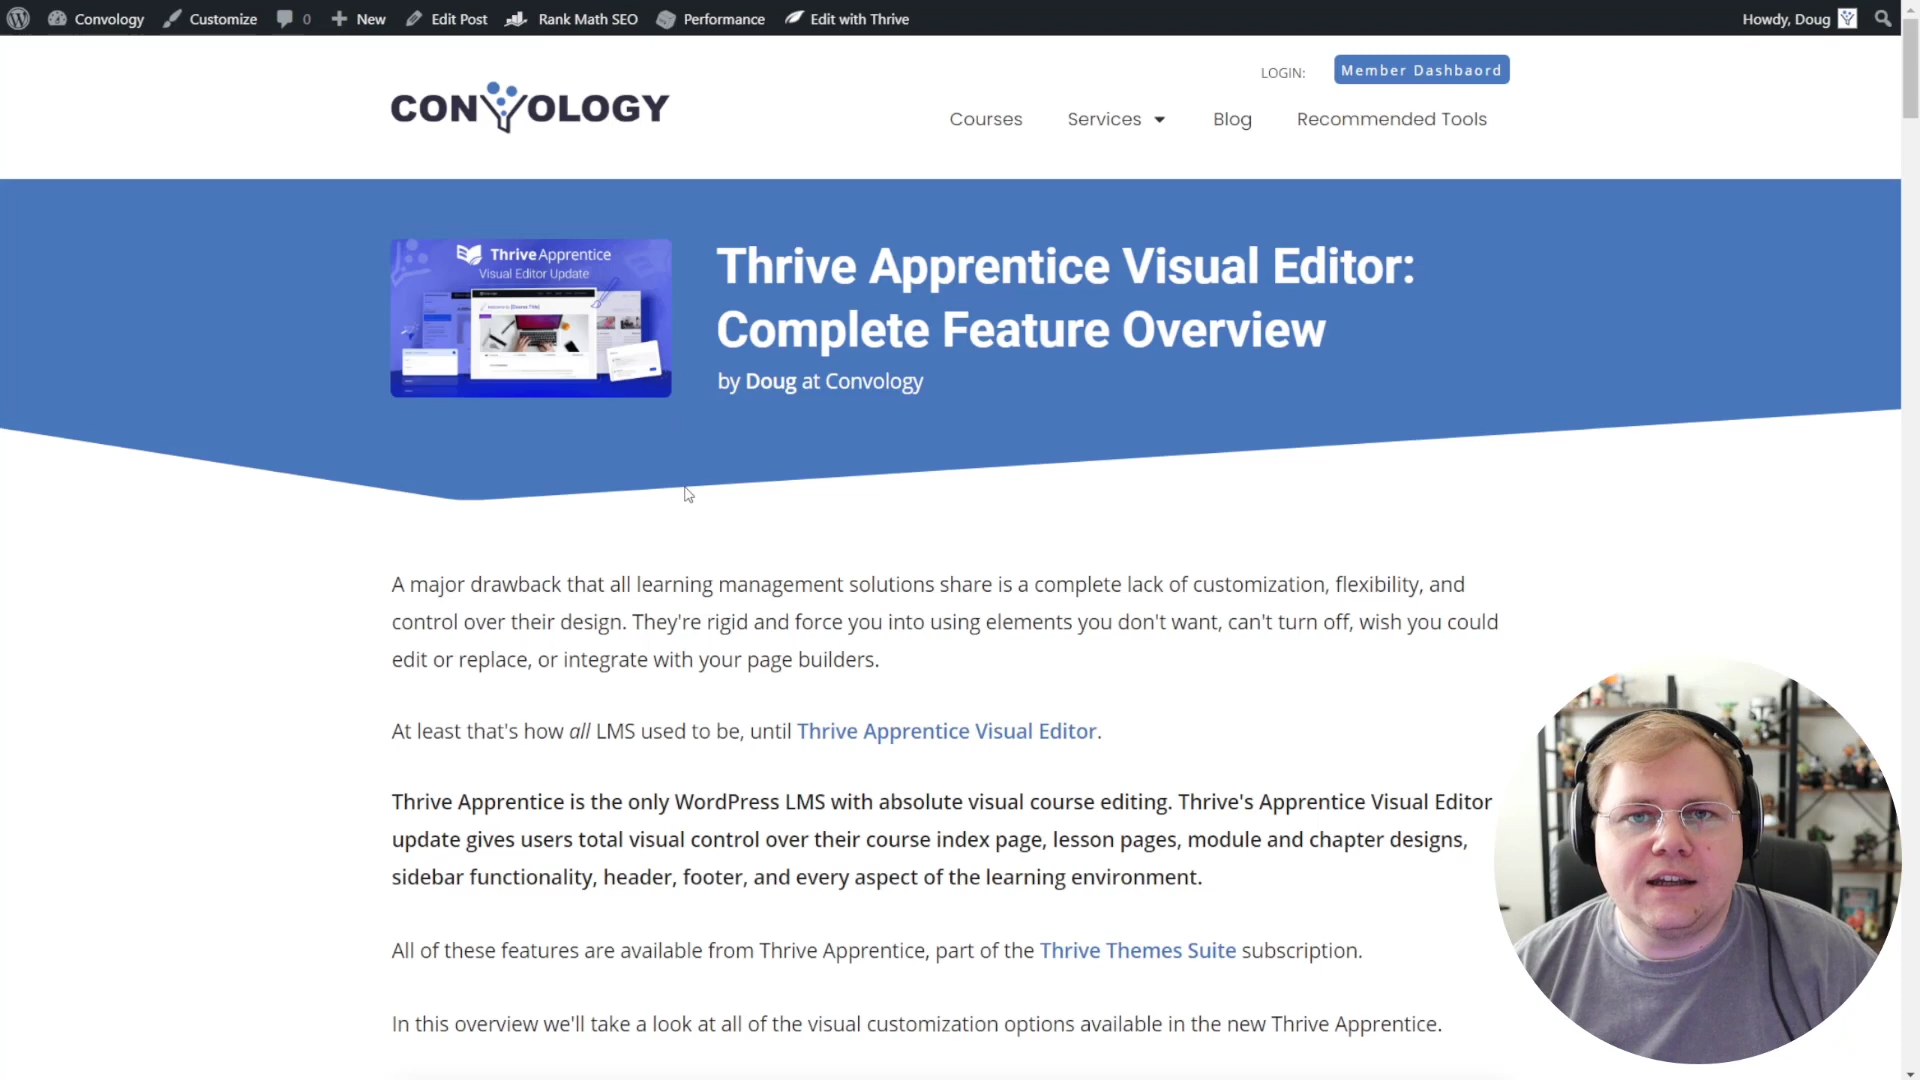 Convology Customize 0 New Edit Post Rank Math SEO Performance Edit with Thrive Howdy, Doug
LOGIN: Member Dashbaord
CONVOLOGY
Courses Services Blog Recommended Tools
Thrive Apprentice
Visual Editor Update
Thrive Apprentice Visual Editor:
Complete Feature Overview
by Doug at Convology
A major drawback that all learning management solutions share is a complete lack of customization, flexibility, and
control over their design. They're rigid and force you into using elements you don't want, can't turn off, wish you could
edit or replace, or integrate with your page builders.
At least that's how all LMS used to be, until Thrive Apprentice Visual Editor.
Thrive Apprentice is the only WordPress LMS with absolute visual course editing. Thrive's Apprentice Visual Editor
update gives users total visual control over their course index page, lesson pages, module and chapter designs,
sidebar functionality, header, footer, and every aspect of the learning environment.
All of these features are available from Thrive Apprentice, part of the Thrive Themes Suite subscription.
In this overview we'll take a look at all of the visual customization options available in the new Thrive Apprentice.